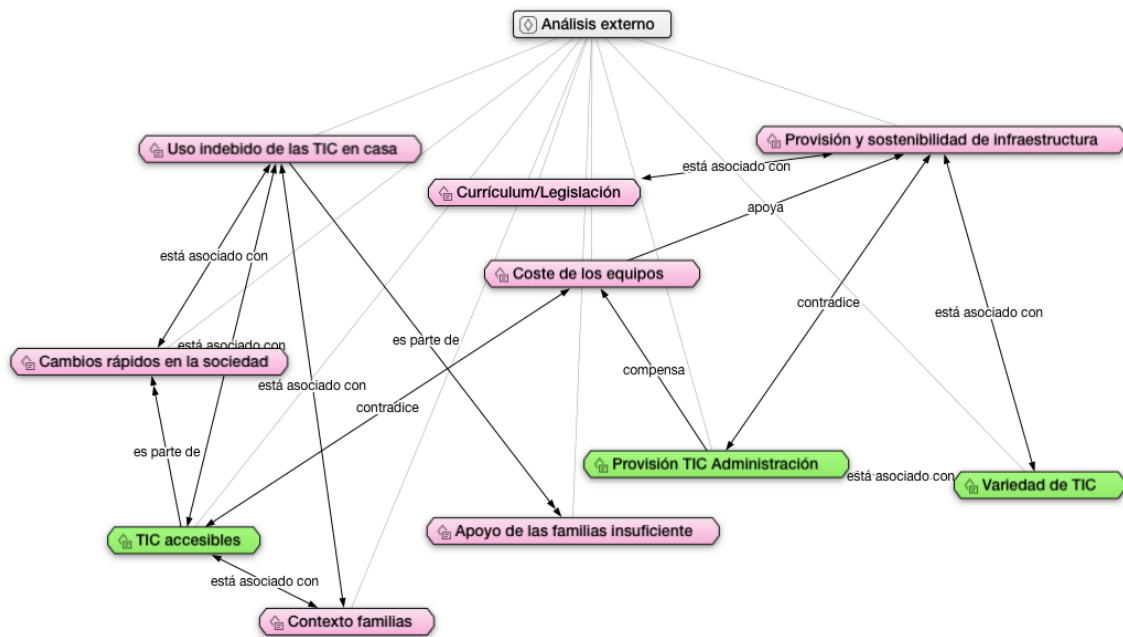 Análisis externo
Provisión y sostenibilidad de infraestructura
Uso indebido de las TIC en casa
está asociado con
Currículum/Legislación
apoya
está asociado con
Coste de los equipos
contradice
está asociado con
está asociado con
es parte de
Cambios rápidos en la sociedad
compensa
está asociado con
contradice
es parte de
Provisión TIC Administración
está asociado con
Variedad de TIC
Apoyo de las familias insuficiente
TIC accesibles
está asociado con
Contexto familias